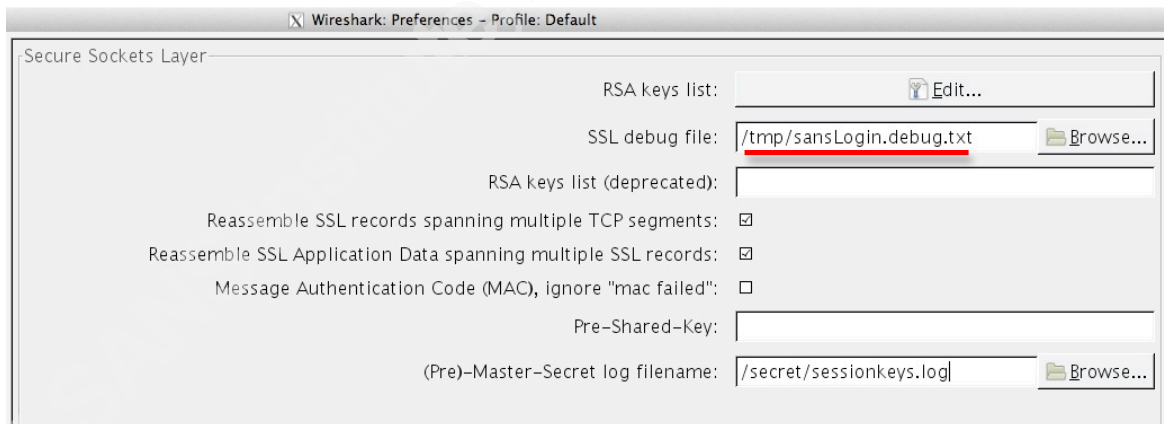 X Wireshark: Preferences – Profile: Default
Secure Sockets Layer
RSA keys list: Edit...
SSL debug file: /tmp/sansLogin.debug.txt Browse...
RSA keys list (deprecated):
Reassemble SSL records spanning multiple TCP segments:
Reassemble SSL Application Data spanning multiple SSL records:
Message Authentication Code (MAC), ignore "mac failed":
Pre–Shared–Key:
(Pre)–Master–Secret log filename: /secret/sessionkeys.log Browse...